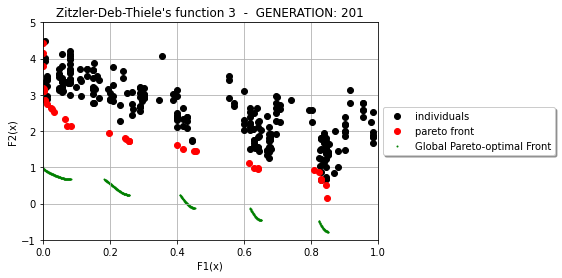 Zitzler-Deb-Thiele's function 3 - GENERATION: 201
5
4
3
2
1
0
−1
F2(x)
0.0 0.2 0.4 0.6 0.8 1.0
F1(x)
individuals
pareto front
Global Pareto-optimal Front